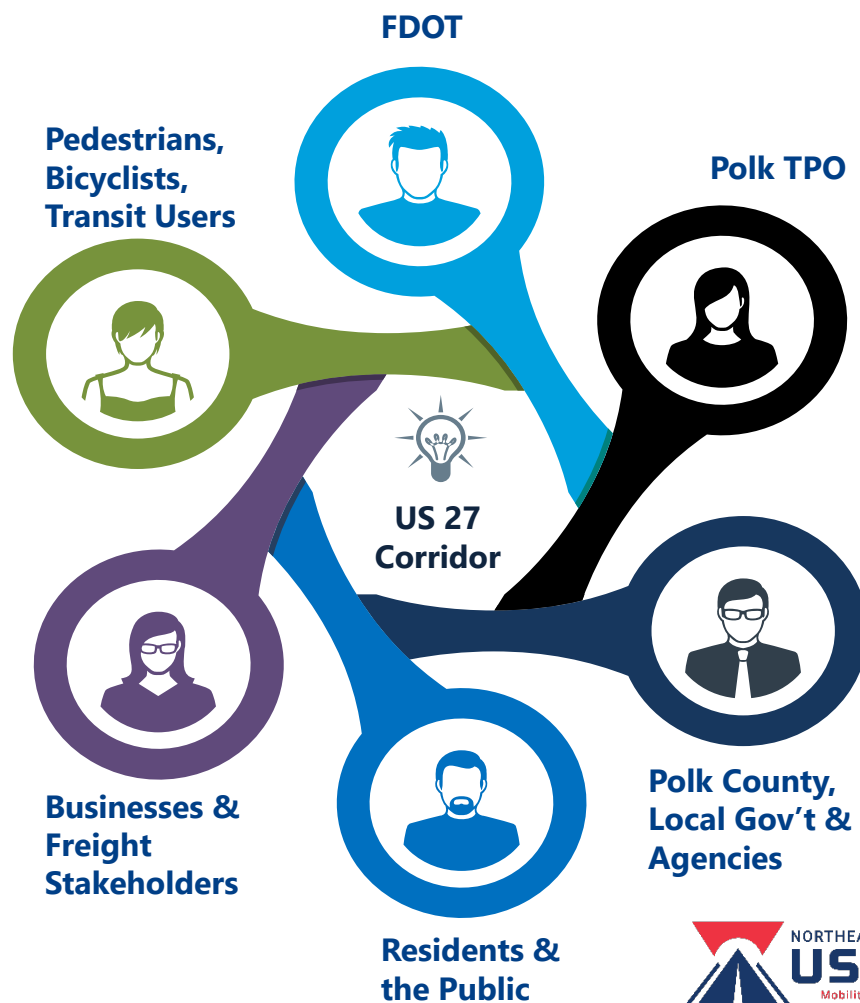 FDOT
Pedestrians,
Bicyclists,
Transit Users
Polk TPO
US 27
Corridor
Businesses &
Freight
Stakeholders
Polk County,
Local Gov’t &
Agencies
Residents &
the Public
US